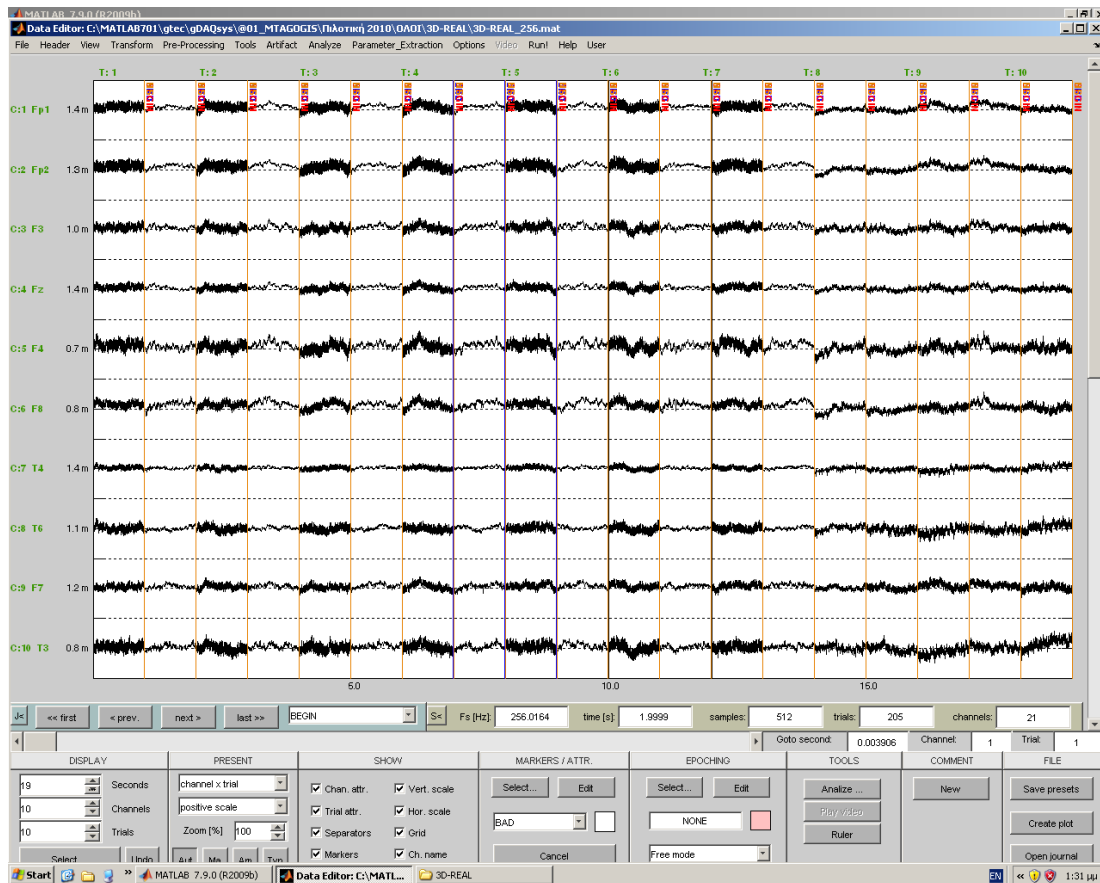 MATLAB 7.9.0 (R2009b)
Data Editor: C:\MATLAB701\gtec\gDAQsys\@01_MTAGOGIS\Πιλοτική 2010\ΟΛΟΙ\3D-REAL\3D-REAL_256.mat
File Header View Transform Pre-Processing Tools Artifact Analyze Parameter_Extraction Options Video Run! Help User
T: 1 T: 2 T: 3 T: 4 T: 5 T: 6 T: 7 T: 8 T: 9 T: 10
C:1 Fp1 1.4 m
C:2 Fp2 1.3 m
C:3 F3 1.0 m
C:4 Fz 1.4 m
C:5 F4 0.7 m
C:6 F8 0.8 m
C:7 T4 1.4 m
C:8 T6 1.1 m
C:9 F7 1.2 m
C:10 T3 0.8 m
5.0 10.0 15.0
J< << first < prev. next > last >> BEGIN S< Fs [Hz]: 256.0164 time [s]: 1.9999 samples: 512 trials: 205 channels: 21
Goto second: 0.003906 Channel: 1 Trial: 1
DISPLAY PRESENT SHOW MARKERS / ATTR. EPOCHING TOOLS COMMENT FILE
19 Seconds channel x trial Chan. attr. Vert. scale Select... Edit Select... Edit Analize ... New Save presets
10 Channels positive scale Trial attr. Hor. scale BAD NONE Play video Create plot
10 Trials Zoom [%] 100 Separators Grid Ruler
Select Undo Aut Ma Am Typ Markers Ch. name Cancel Free mode Open journal
Start » MATLAB 7.9.0 (R2009b) Data Editor: C:\MATL... 3D-REAL EN « 1:31 μμ